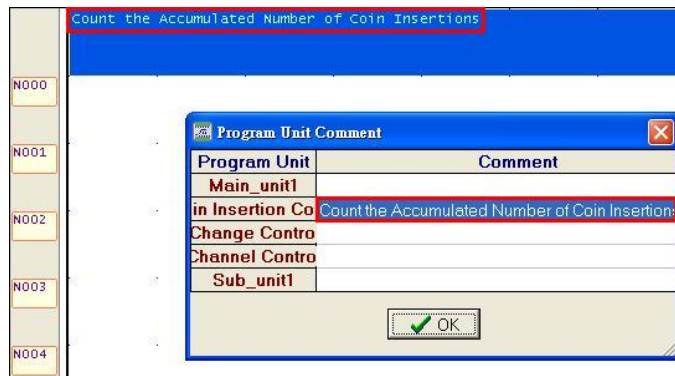 Count the Accumulated Number of Coin Insertions
N000
N001
N002
N003
N004
Program Unit Comment
Program Unit Comment
Main_unit1
in Insertion Co Count the Accumulated Number of Coin Insertions
Change Contro
Channel Contro
Sub_unit1
OK